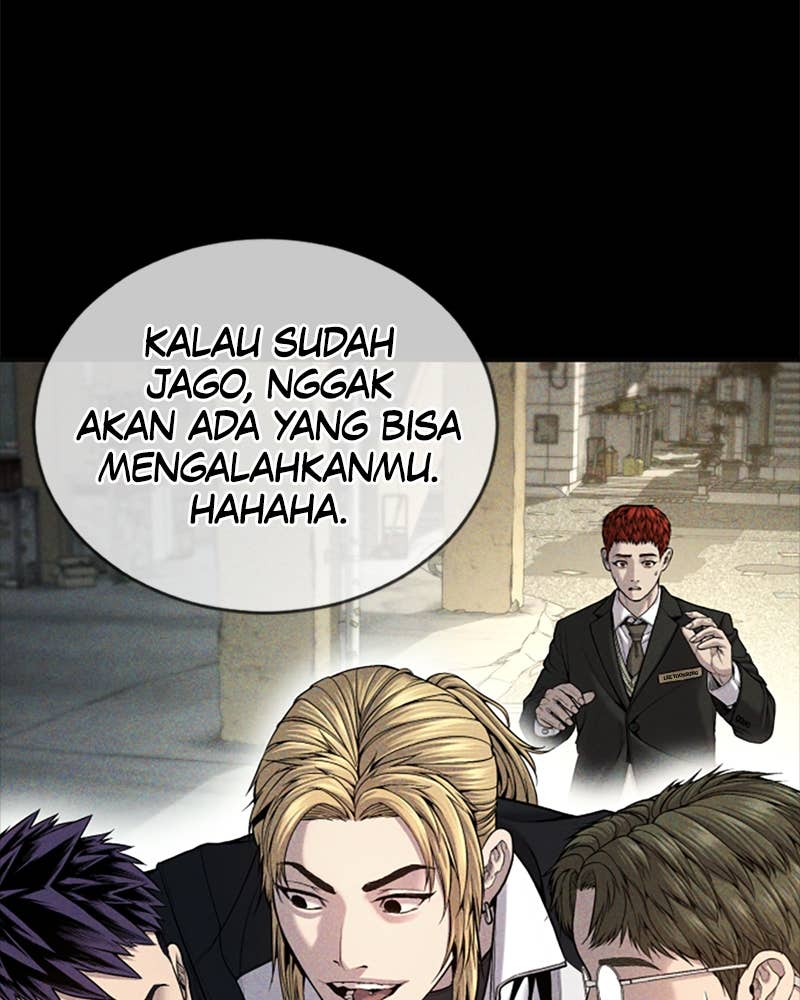 KALAU SUDAH
JAGO, NGGAK
AKAN ADA YANG BISA
MENGALAHKANMU.
HAHAHA.